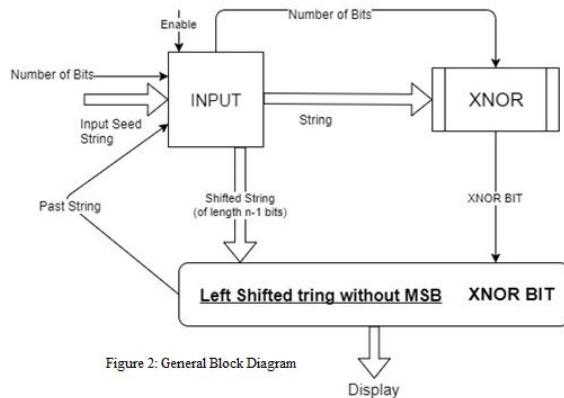 Enable
Number of Bits
Number of Bits
INPUT
XNOR
Input Seed
String
String
Past String
Shifted String
(of length n-1 bits)
XNOR BIT
Left Shifted tring without MSB XNOR BIT
Figure 2: General Block Diagram
Display